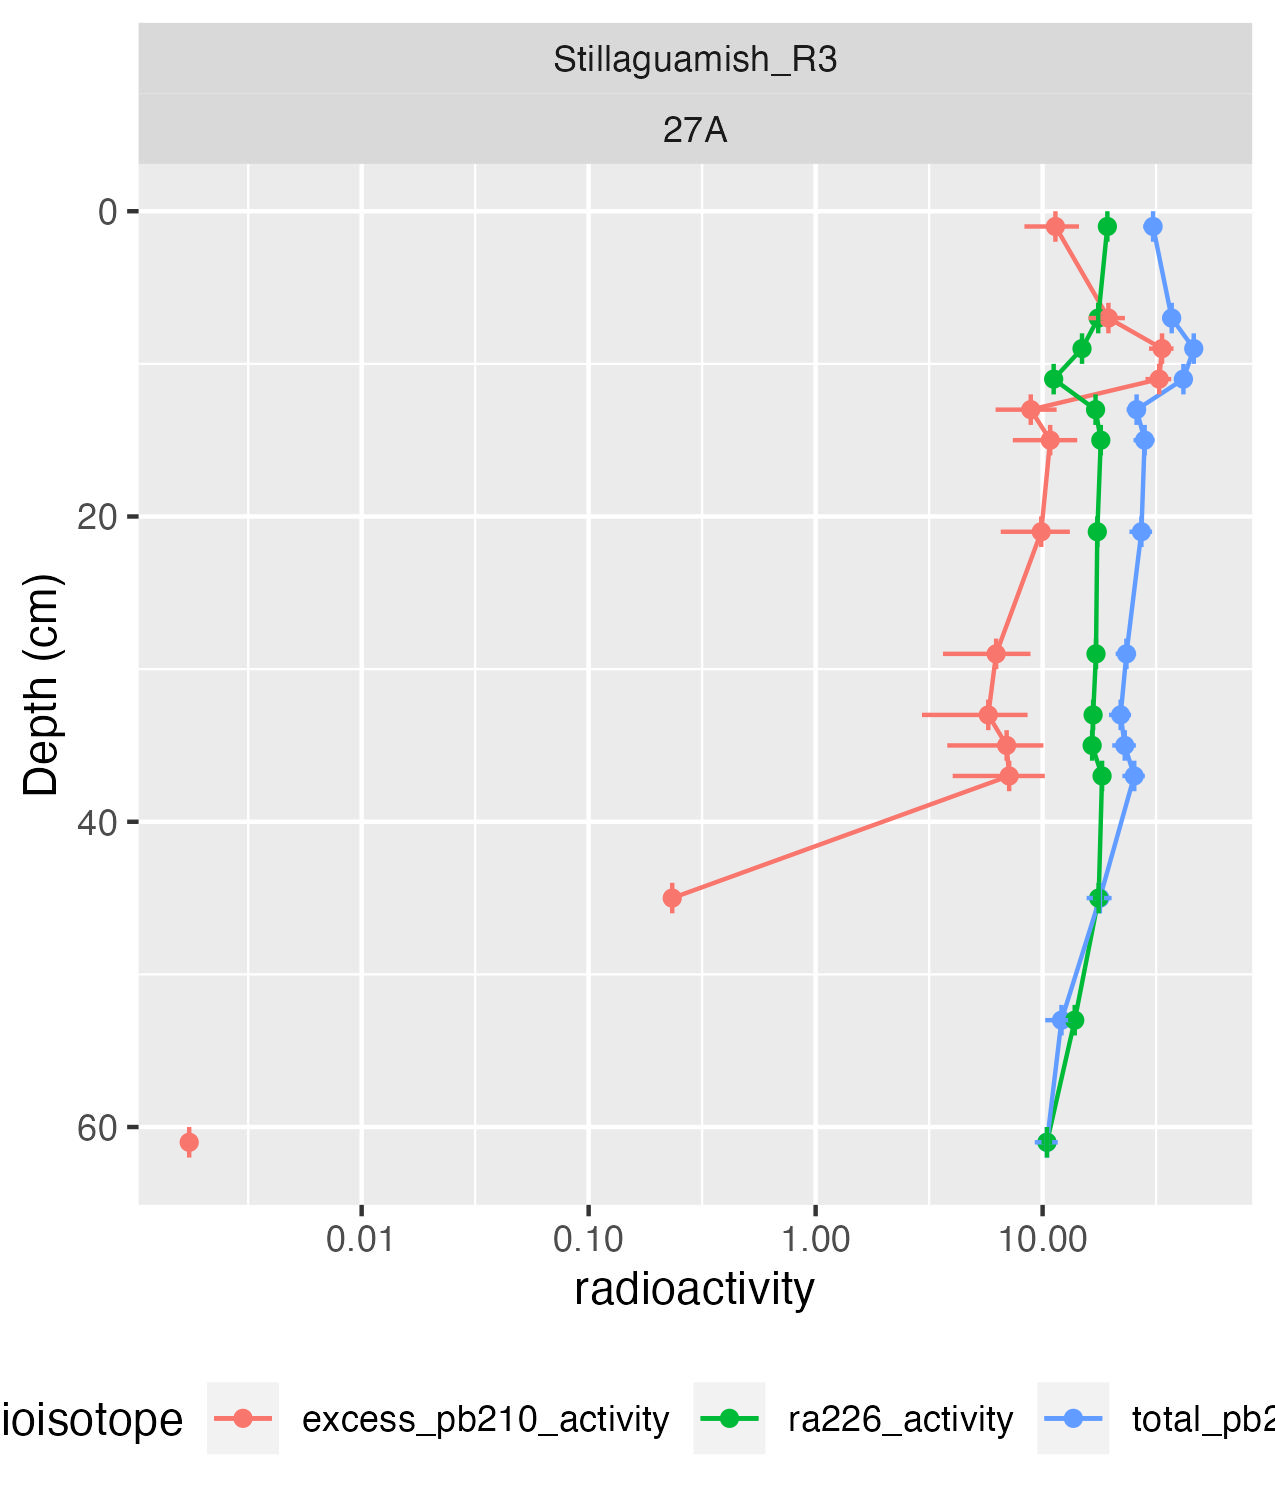 Stillaguamish_R3
27A
0
20
40
60
Depth (cm)
0.01 0.10 1.00 10.00
radioactivity
ioisotope excess_pb210_activity ra226_activity total_pb2